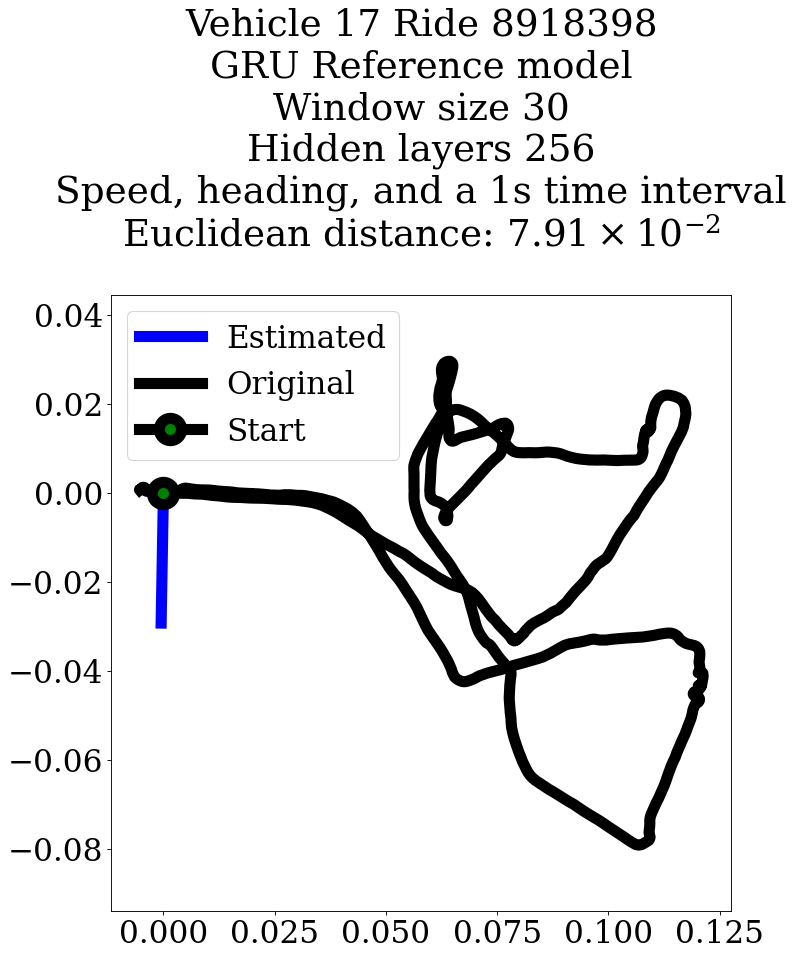 Vehicle 17 Ride 8918398
GRU Reference model
Window size 30
Hidden layers 256
Speed, heading, and a 1s time interval
Euclidean distance: 7.91 × 10⁻²
Estimated
Original
Start
0.04
0.02
0.00
−0.02
−0.04
−0.06
−0.08
0.000 0.025 0.050 0.075 0.100 0.125